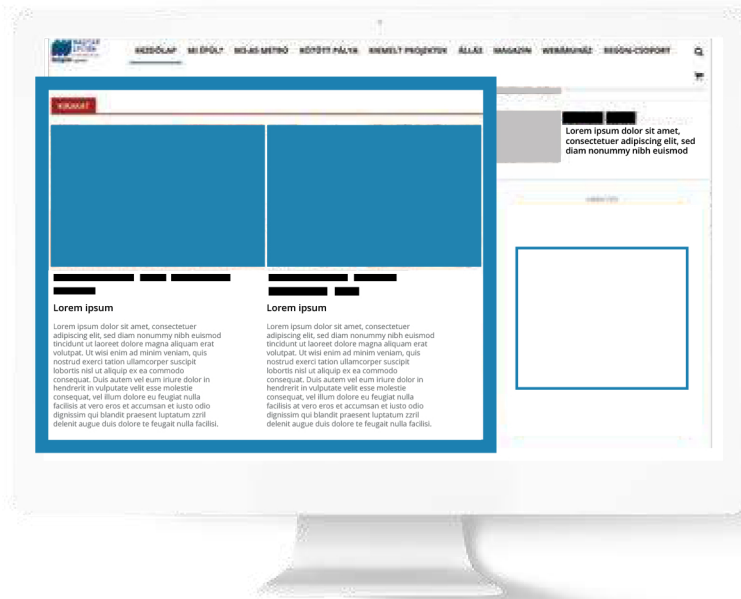 MAGYAR
ÉPÍTŐK
KEZDŐLAP MI ÉPÜL? M3-AS METRÓ KÖTÖTT PÁLYA KIEMELT PROJEKTEK ÁLLÁS MAGAZIN WEBÁRUHÁZ REGON-CSOPORT
KIRAKAT
Lorem ipsum dolor sit amet,
consectetuer adipiscing elit, sed
diam nonummy nibh euismod
HIRDETÉS
Lorem ipsum
Lorem ipsum dolor sit amet, consectetuer
adipiscing elit, sed diam nonummy nibh euismod
tincidunt ut laoreet dolore magna aliquam erat
volutpat. Ut wisi enim ad minim veniam, quis
nostrud exerci tation ullamcorper suscipit
lobortis nisl ut aliquip ex ea commodo
consequat. Duis autem vel eum iriure dolor in
hendrerit in vulputate velit esse molestie
consequat, vel illum dolore eu feugiat nulla
facilisis at vero eros et accumsan et iusto odio
dignissim qui blandit praesent luptatum zzril
delenit augue duis dolore te feugait nulla facilisi.
Lorem ipsum
Lorem ipsum dolor sit amet, consectetuer
adipiscing elit, sed diam nonummy nibh euismod
tincidunt ut laoreet dolore magna aliquam erat
volutpat. Ut wisi enim ad minim veniam, quis
nostrud exerci tation ullamcorper suscipit
lobortis nisl ut aliquip ex ea commodo
consequat. Duis autem vel eum iriure dolor in
hendrerit in vulputate velit esse molestie
consequat, vel illum dolore eu feugiat nulla
facilisis at vero eros et accumsan et iusto odio
dignissim qui blandit praesent luptatum zzril
delenit augue duis dolore te feugait nulla facilisi.